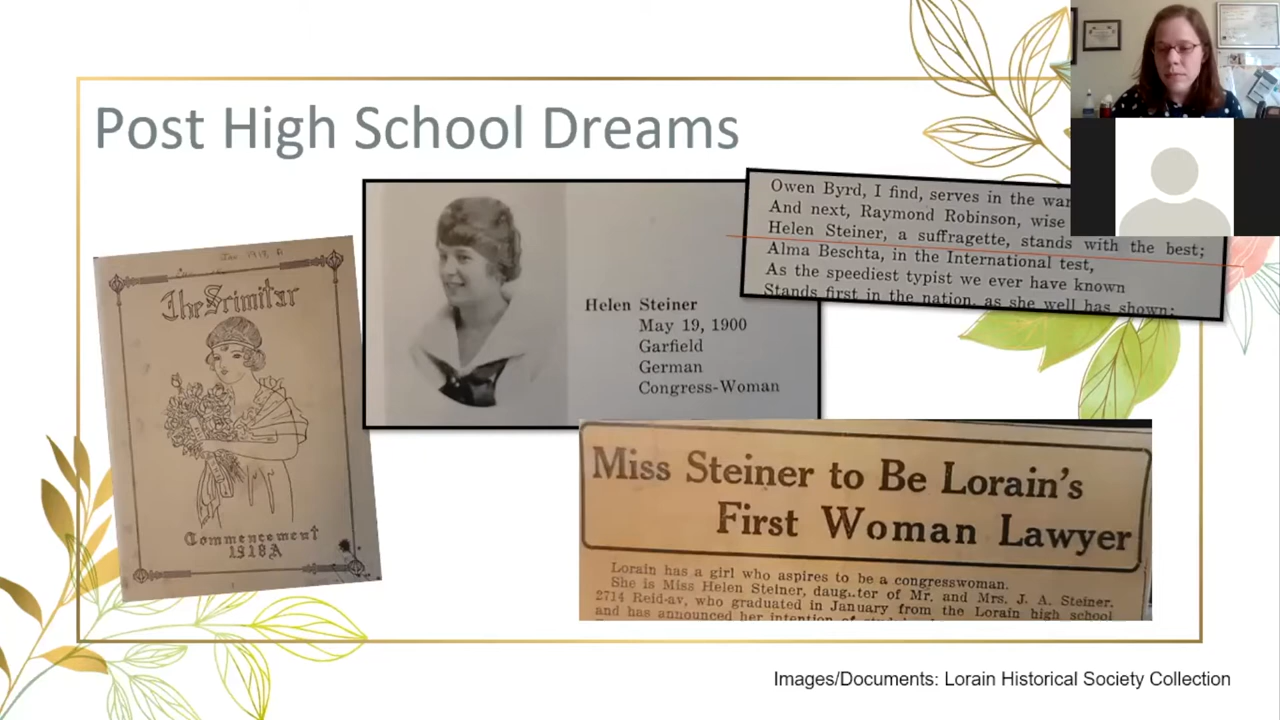 Post High School Dreams
The Scimitar
Commencement
1918A
Helen Steiner
May 19, 1900
Garfield
German
Congress-Woman
Owen Byrd, I find, serves in the
And next, Raymond Robinson, wise
Helen Steiner, a suffragette, stands with the best;
Alma Beschta, in the International test,
As the speediest typist we ever have known
Stands first in the nation, as she well has shown;
Miss Steiner to Be Lorain's
First Woman Lawyer
Lorain has a girl who aspires to be a congresswoman.
She is Miss Helen Steiner, daug..ter of Mr. and Mrs. J. A. Steiner,
2714 Reid-av, who graduated in January from the Lorain high school
and has announced her intention of
Images/Documents: Lorain Historical Society Collection